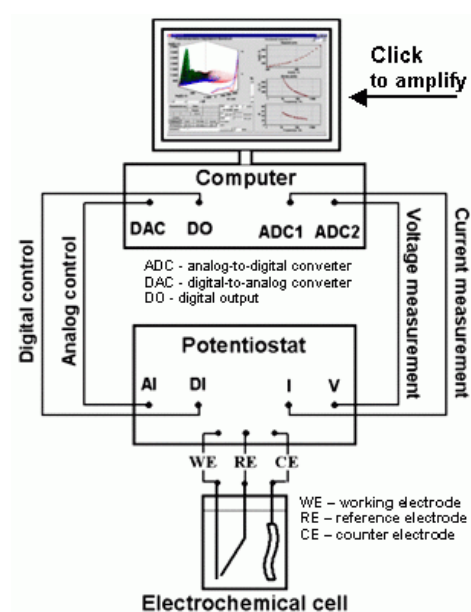 Click
to amplify
Computer
DAC DO ADC1 ADC2
ADC - analog-to-digital converter
DAC - digital-to-analog converter
DO - digital output
Digital control
Analog control
Voltage measurement
Current measurement
Potentiostat
AI DI I V
WE RE CE
WE – working electrode
RE – reference electrode
CE – counter electrode
Electrochemical cell